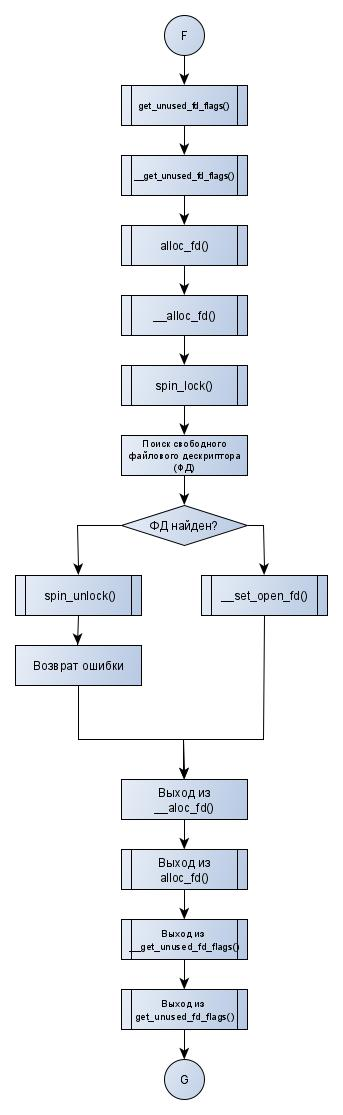 F
get_unused_fd_flags()
__get_unused_fd_flags()
alloc_fd()
__alloc_fd()
spin_lock()
Поиск свободного
файлового дескриптора
(ФД)
ФД найден?
spin_unlock()
__set_open_fd()
Возврат ошибки
Выход из
__aloc_fd()
Выход из
alloc_fd()
Выход из
__get_unused_fd_flags()
Выход из
get_unused_fd_flags()
G